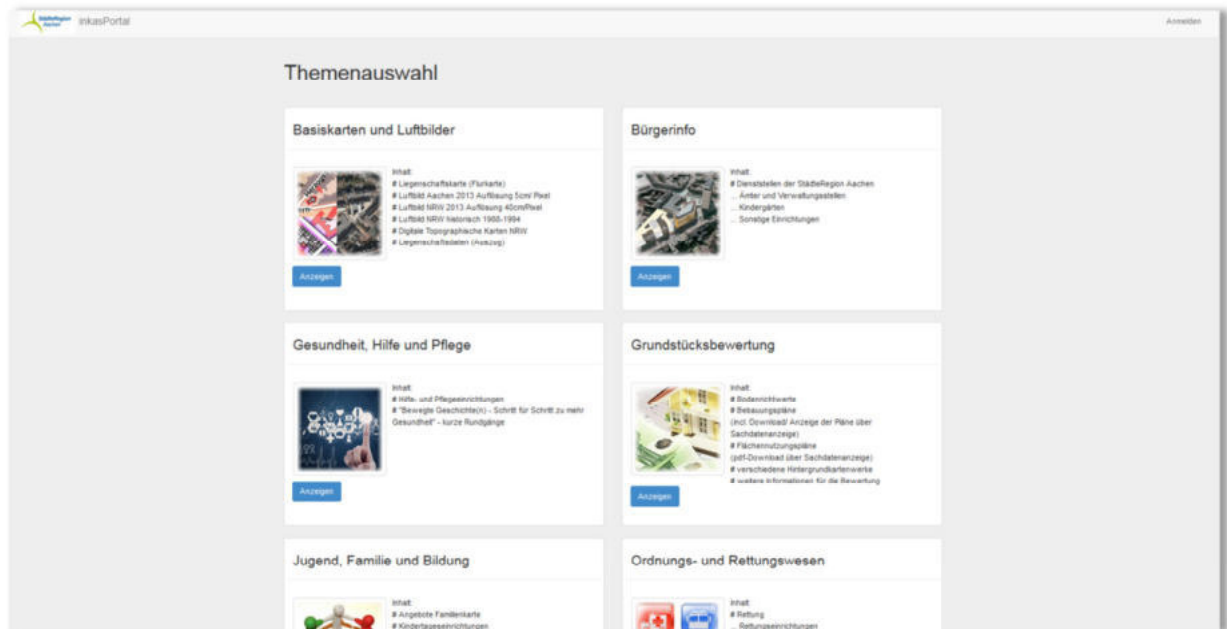 StädteRegion
Aachen
inkasPortal
Anmelden
Themenauswahl
Basiskarten und Luftbilder
Inhalt:
# Liegenschaftskarte (Flurkarte)
# Luftbild Aachen 2013 Auflösung 5cm/ Pixel
# Luftbild NRW 2013 Auflösung 40cm/Pixel
# Luftbild NRW historisch 1988-1994
# Digitale Topographische Karten NRW
# Liegenschaftsdaten (Auszug)
Anzeigen
Bürgerinfo
Inhalt:
# Dienststellen der StädteRegion Aachen
... Ämter und Verwaltungsstellen
... Kindergärten
... Sonstige Einrichtungen
Anzeigen
Gesundheit, Hilfe und Pflege
Inhalt:
# Hilfe- und Pflegeeinrichtungen
# "Bewegte Geschichte(n) - Schritt für Schritt zu mehr
Gesundheit" - kurze Rundgänge
Anzeigen
Grundstücksbewertung
Inhalt:
# Bodenrichtwerte
# Bebauungspläne
(incl. Download/ Anzeige der Pläne über
Sachdatenanzeige)
# Flächennutzungspläne
(pdf-Download über Sachdatenanzeige)
# verschiedene Hintergrundkartenwerke
# weitere Informationen für die Bewertung
Anzeigen
Jugend, Familie und Bildung
Inhalt:
# Angebote Familienkarte
# Kindertageseinrichtungen
Ordnungs- und Rettungswesen
Inhalt:
# Rettung
... Rettungseinrichtungen